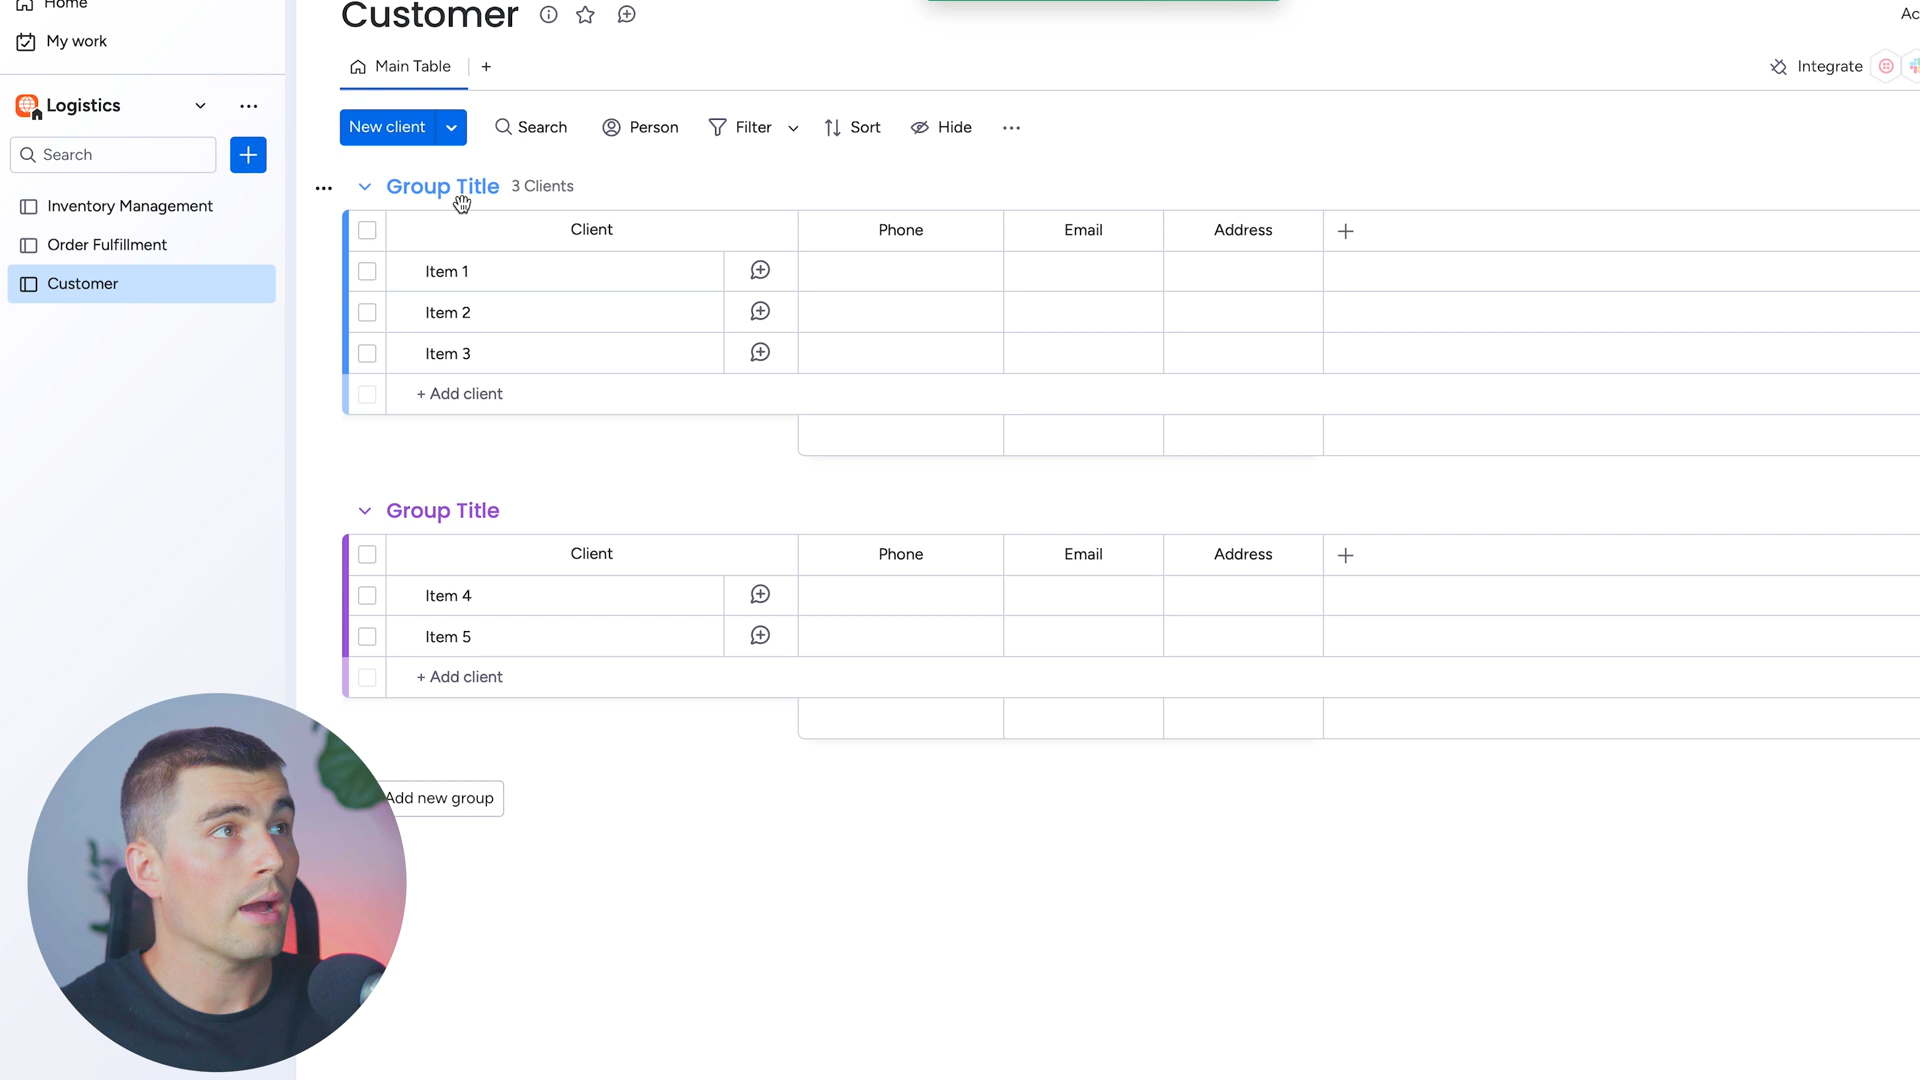 Home
Customer
Ac
My work
Main Table
Integrate
Logistics
New client
Search
Person
Filter
Sort
Hide
Search
Group Title 3 Clients
Inventory Management
Order Fulfillment
Customer
Client Phone Email Address
Item 1
Item 2
Item 3
+ Add client
Group Title
Client Phone Email Address
Item 4
Item 5
+ Add client
Add new group